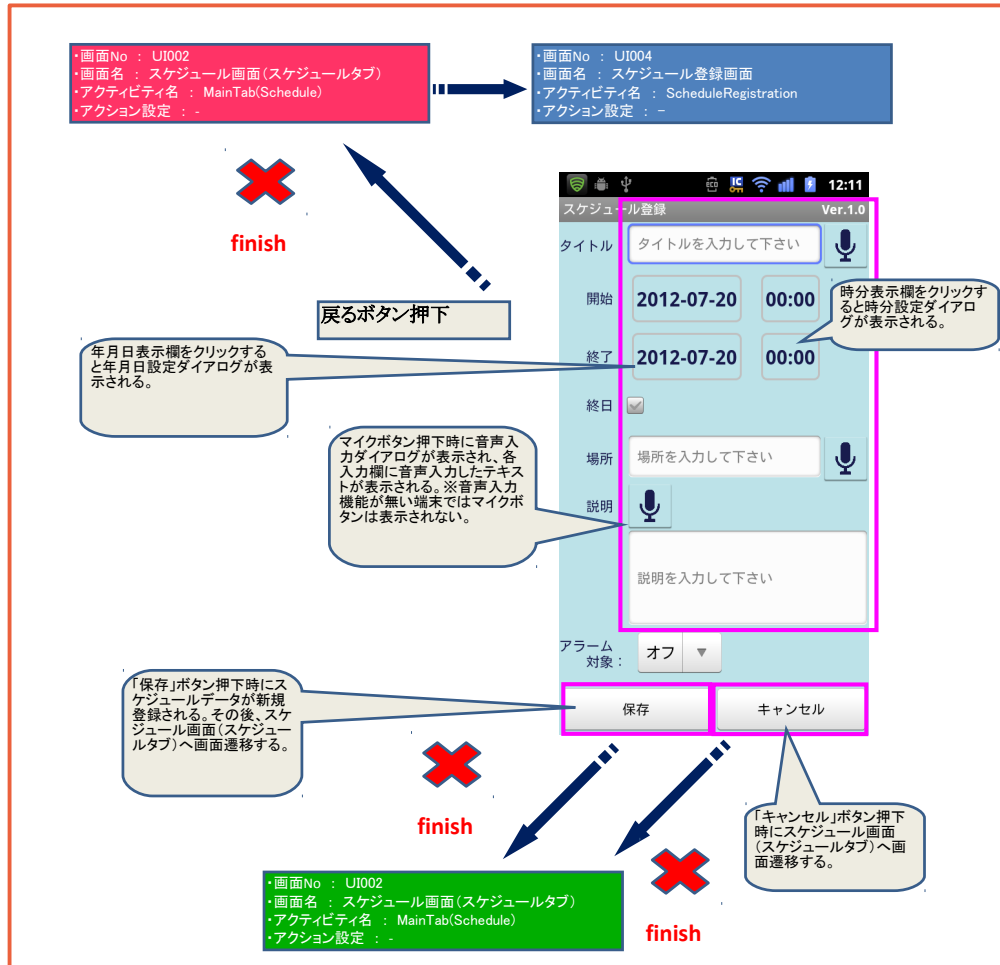 ・画面No ： UI002
・画面名 ： スケジュール画面(スケジュールタブ)
・アクティビティ名 ： MainTab(Schedule)
・アクション設定 ： -
・画面No ： UI004
・画面名 ： スケジュール登録画面
・アクティビティ名 ： ScheduleRegistration
・アクション設定 ： −
finish
戻るボタン押下
12:11
スケジュール登録 Ver.1.0
タイトル タイトルを入力して下さい
開始 2012-07-20 00:00
終了 2012-07-20 00:00
終日
場所 場所を入力して下さい
説明
説明を入力して下さい
アラーム
対象： オフ
保存 キャンセル
時分表示欄をクリックす
ると時分設定ダイアロ
グが表示される。
年月日表示欄をクリックする
と年月日設定ダイアログが表
示される。
マイクボタン押下時に音声入
力ダイアログが表示され、各
入力欄に音声入力したテキス
トが表示される。※音声入力
機能が無い端末ではマイクボ
タンは表示されない。
「保存」ボタン押下時にス
ケジュールデータが新規
登録される。その後、スケ
ジュール画面(スケジュー
ルタブ)へ画面遷移する。
「キャンセル」ボタン押下
時にスケジュール画面
(スケジュールタブ)へ画
面遷移する。
finish
finish
・画面No ： UI002
・画面名 ： スケジュール画面(スケジュールタブ)
・アクティビティ名 ： MainTab(Schedule)
・アクション設定 ： -